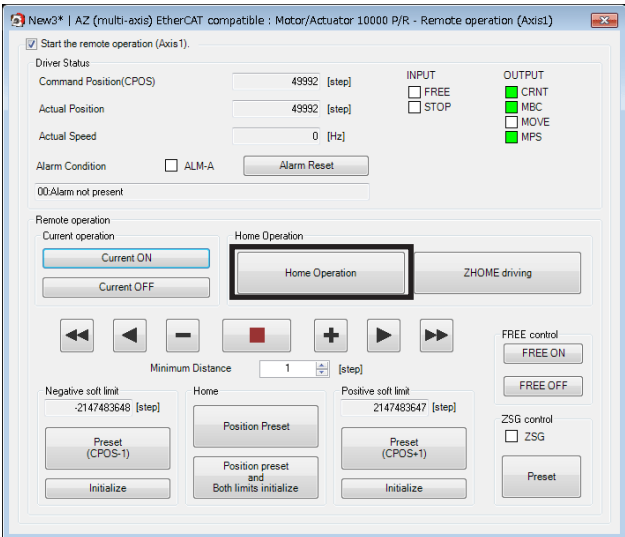 New3* | AZ (multi-axis) EtherCAT compatible : Motor/Actuator 10000 P/R - Remote operation (Axis1)
Start the remote operation (Axis1).
Driver Status
Command Position(CPOS) 49992 [step]
Actual Position 49992 [step]
Actual Speed 0 [Hz]
INPUT
FREE
STOP
OUTPUT
CRNT
MBC
MOVE
MPS
Alarm Condition ALM-A Alarm Reset
00:Alarm not present
Remote operation
Current operation
Current ON
Current OFF
Home Operation
Home Operation ZHOME driving
Minimum Distance 1 [step]
FREE control
FREE ON
FREE OFF
Negative soft limit
-2147483648 [step]
Preset
(CPOS-1)
Initialize
Home
Position Preset
Position preset
and
Both limits initialize
Positive soft limit
2147483647 [step]
Preset
(CPOS+1)
Initialize
ZSG control
ZSG
Preset